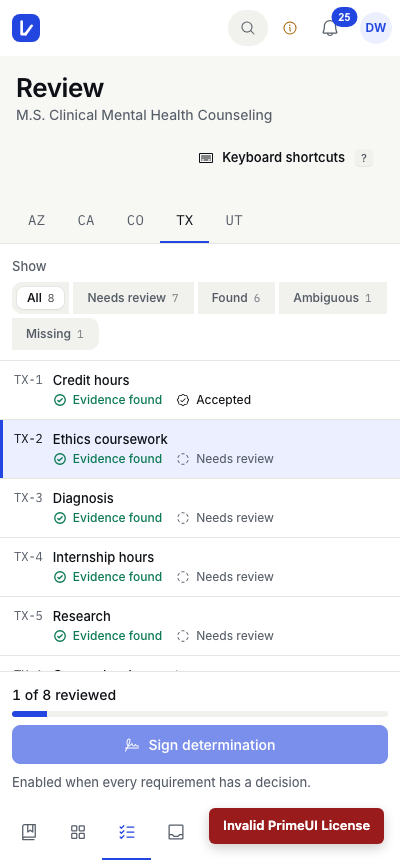 25
DW
Review
M.S. Clinical Mental Health Counseling
Keyboard shortcuts ?
AZ CA CO TX UT
Show
All 8 Needs review 7 Found 6 Ambiguous 1
Missing 1
TX-1 Credit hours
Evidence found Accepted
TX-2 Ethics coursework
Evidence found Needs review
TX-3 Diagnosis
Evidence found Needs review
TX-4 Internship hours
Evidence found Needs review
TX-5 Research
Evidence found Needs review
1 of 8 reviewed
Sign determination
Enabled when every requirement has a decision.
Invalid PrimeUI License